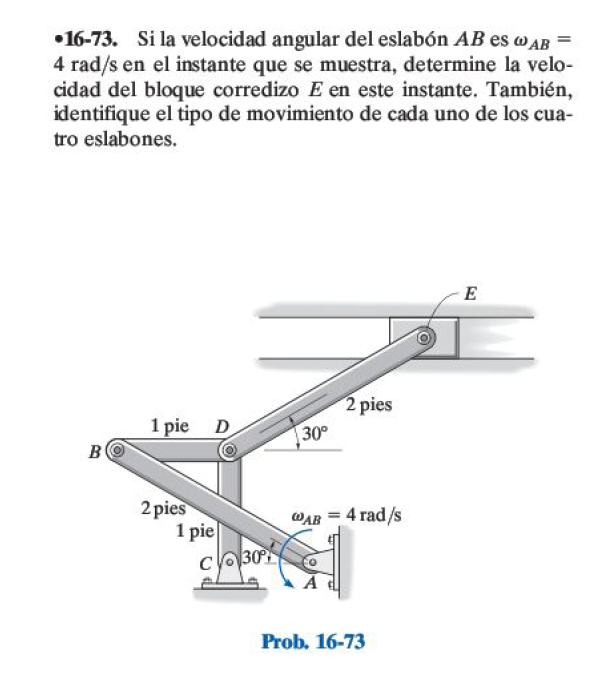 •16-73. Si la velocidad angular del eslabón AB es ω_AB =
4 rad/s en el instante que se muestra, determine la velo-
cidad del bloque corredizo E en este instante. También,
identifique el tipo de movimiento de cada uno de los cua-
tro eslabones.
E
2 pies
1 pie D
30°
B
2 pies
ω_AB = 4 rad/s
1 pie
C
30°
A
Prob. 16-73